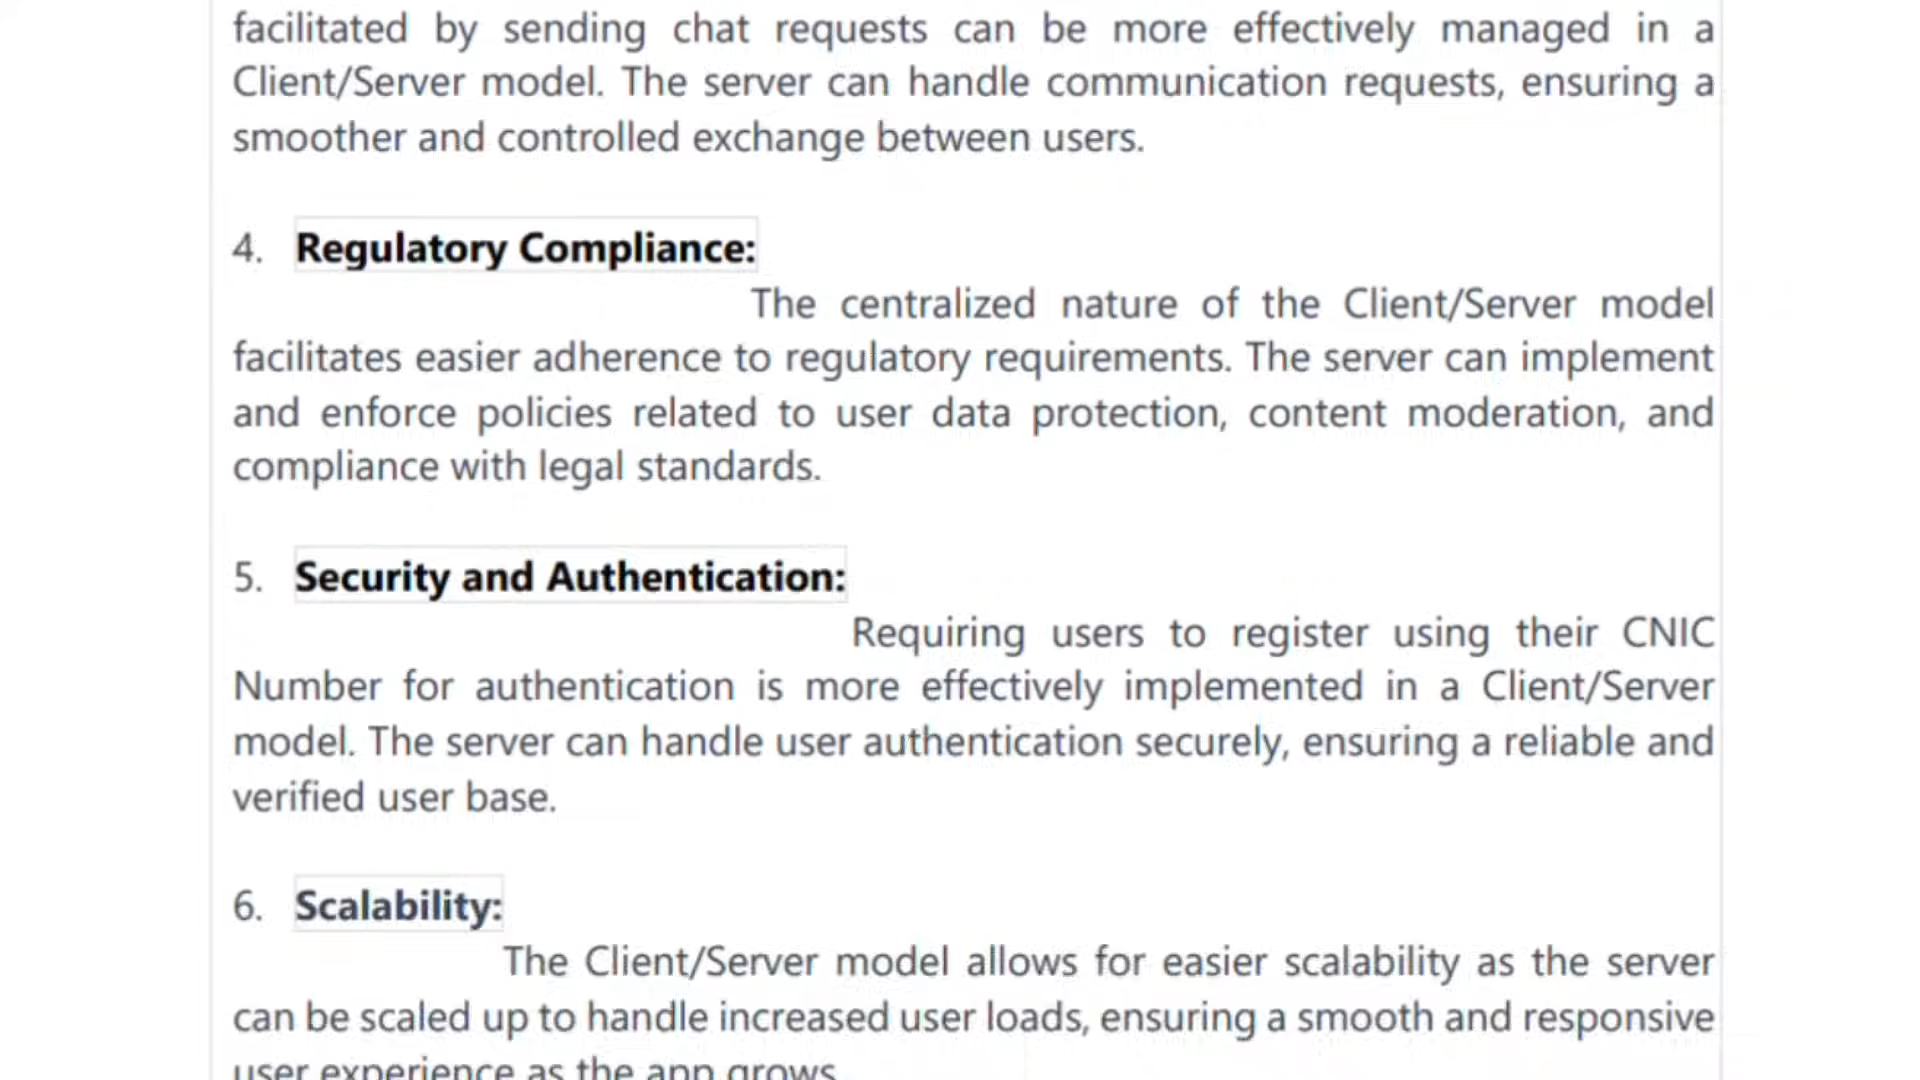 facilitated by sending chat requests can be more effectively managed in a
Client/Server model. The server can handle communication requests, ensuring a
smoother and controlled exchange between users.
4. Regulatory Compliance:
The centralized nature of the Client/Server model
facilitates easier adherence to regulatory requirements. The server can implement
and enforce policies related to user data protection, content moderation, and
compliance with legal standards.
5. Security and Authentication:
Requiring users to register using their CNIC
Number for authentication is more effectively implemented in a Client/Server
model. The server can handle user authentication securely, ensuring a reliable and
verified user base.
6. Scalability:
The Client/Server model allows for easier scalability as the server
can be scaled up to handle increased user loads, ensuring a smooth and responsive
user experience as the app grows.